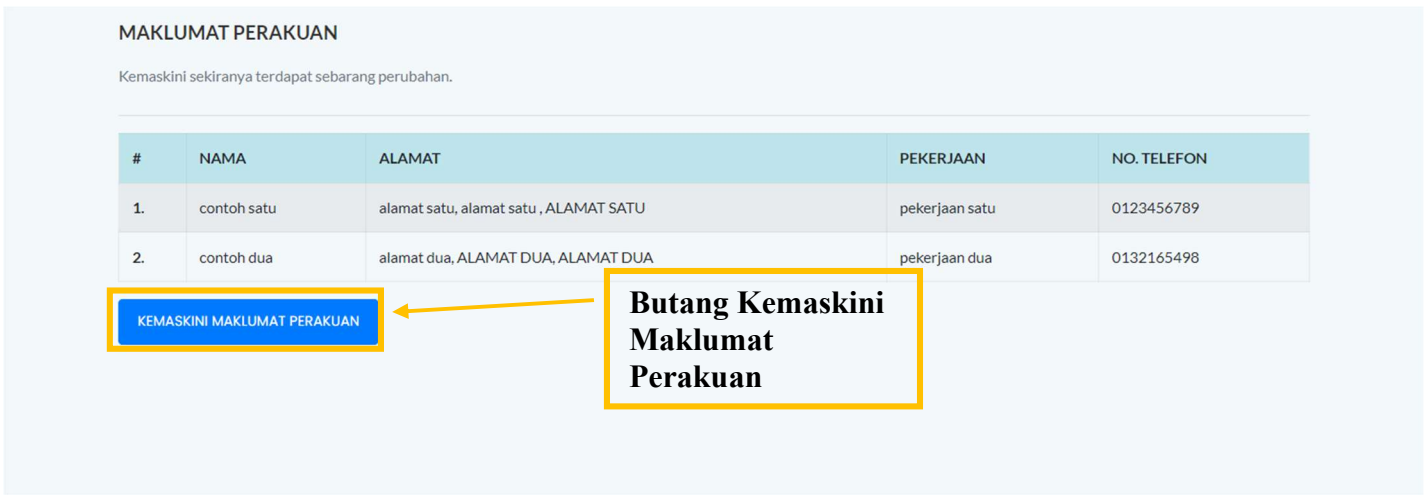 MAKLUMAT PERAKUAN
Kemaskini sekiranya terdapat sebarang perubahan.
# NAMA ALAMAT PEKERJAAN NO. TELEFON
1. contoh satu alamat satu, alamat satu , ALAMAT SATU pekerjaan satu 0123456789
2. contoh dua alamat dua, ALAMAT DUA, ALAMAT DUA pekerjaan dua 0132165498
KEMASKINI MAKLUMAT PERAKUAN
Butang Kemaskini
Maklumat
Perakuan